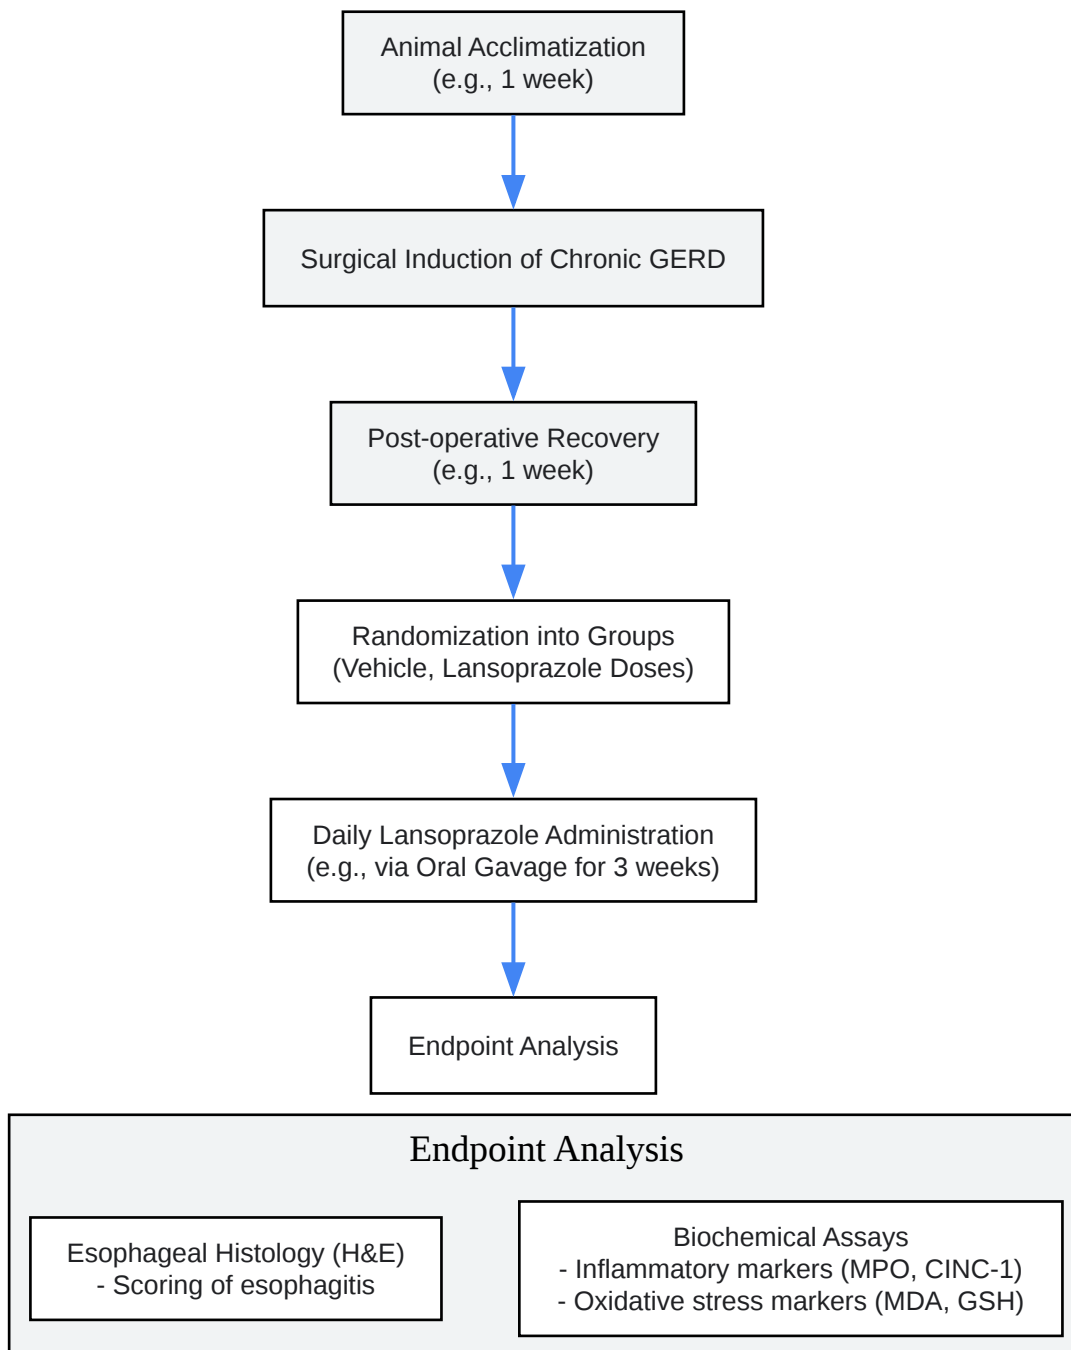 Animal Acclimatization
(e.g., 1 week)
Surgical Induction of Chronic GERD
Post-operative Recovery
(e.g., 1 week)
Randomization into Groups
(Vehicle, Lansoprazole Doses)
Daily Lansoprazole Administration
(e.g., via Oral Gavage for 3 weeks)
Endpoint Analysis
Endpoint Analysis
Esophageal Histology (H&E)
- Scoring of esophagitis
Biochemical Assays
- Inflammatory markers (MPO, CINC-1)
- Oxidative stress markers (MDA, GSH)